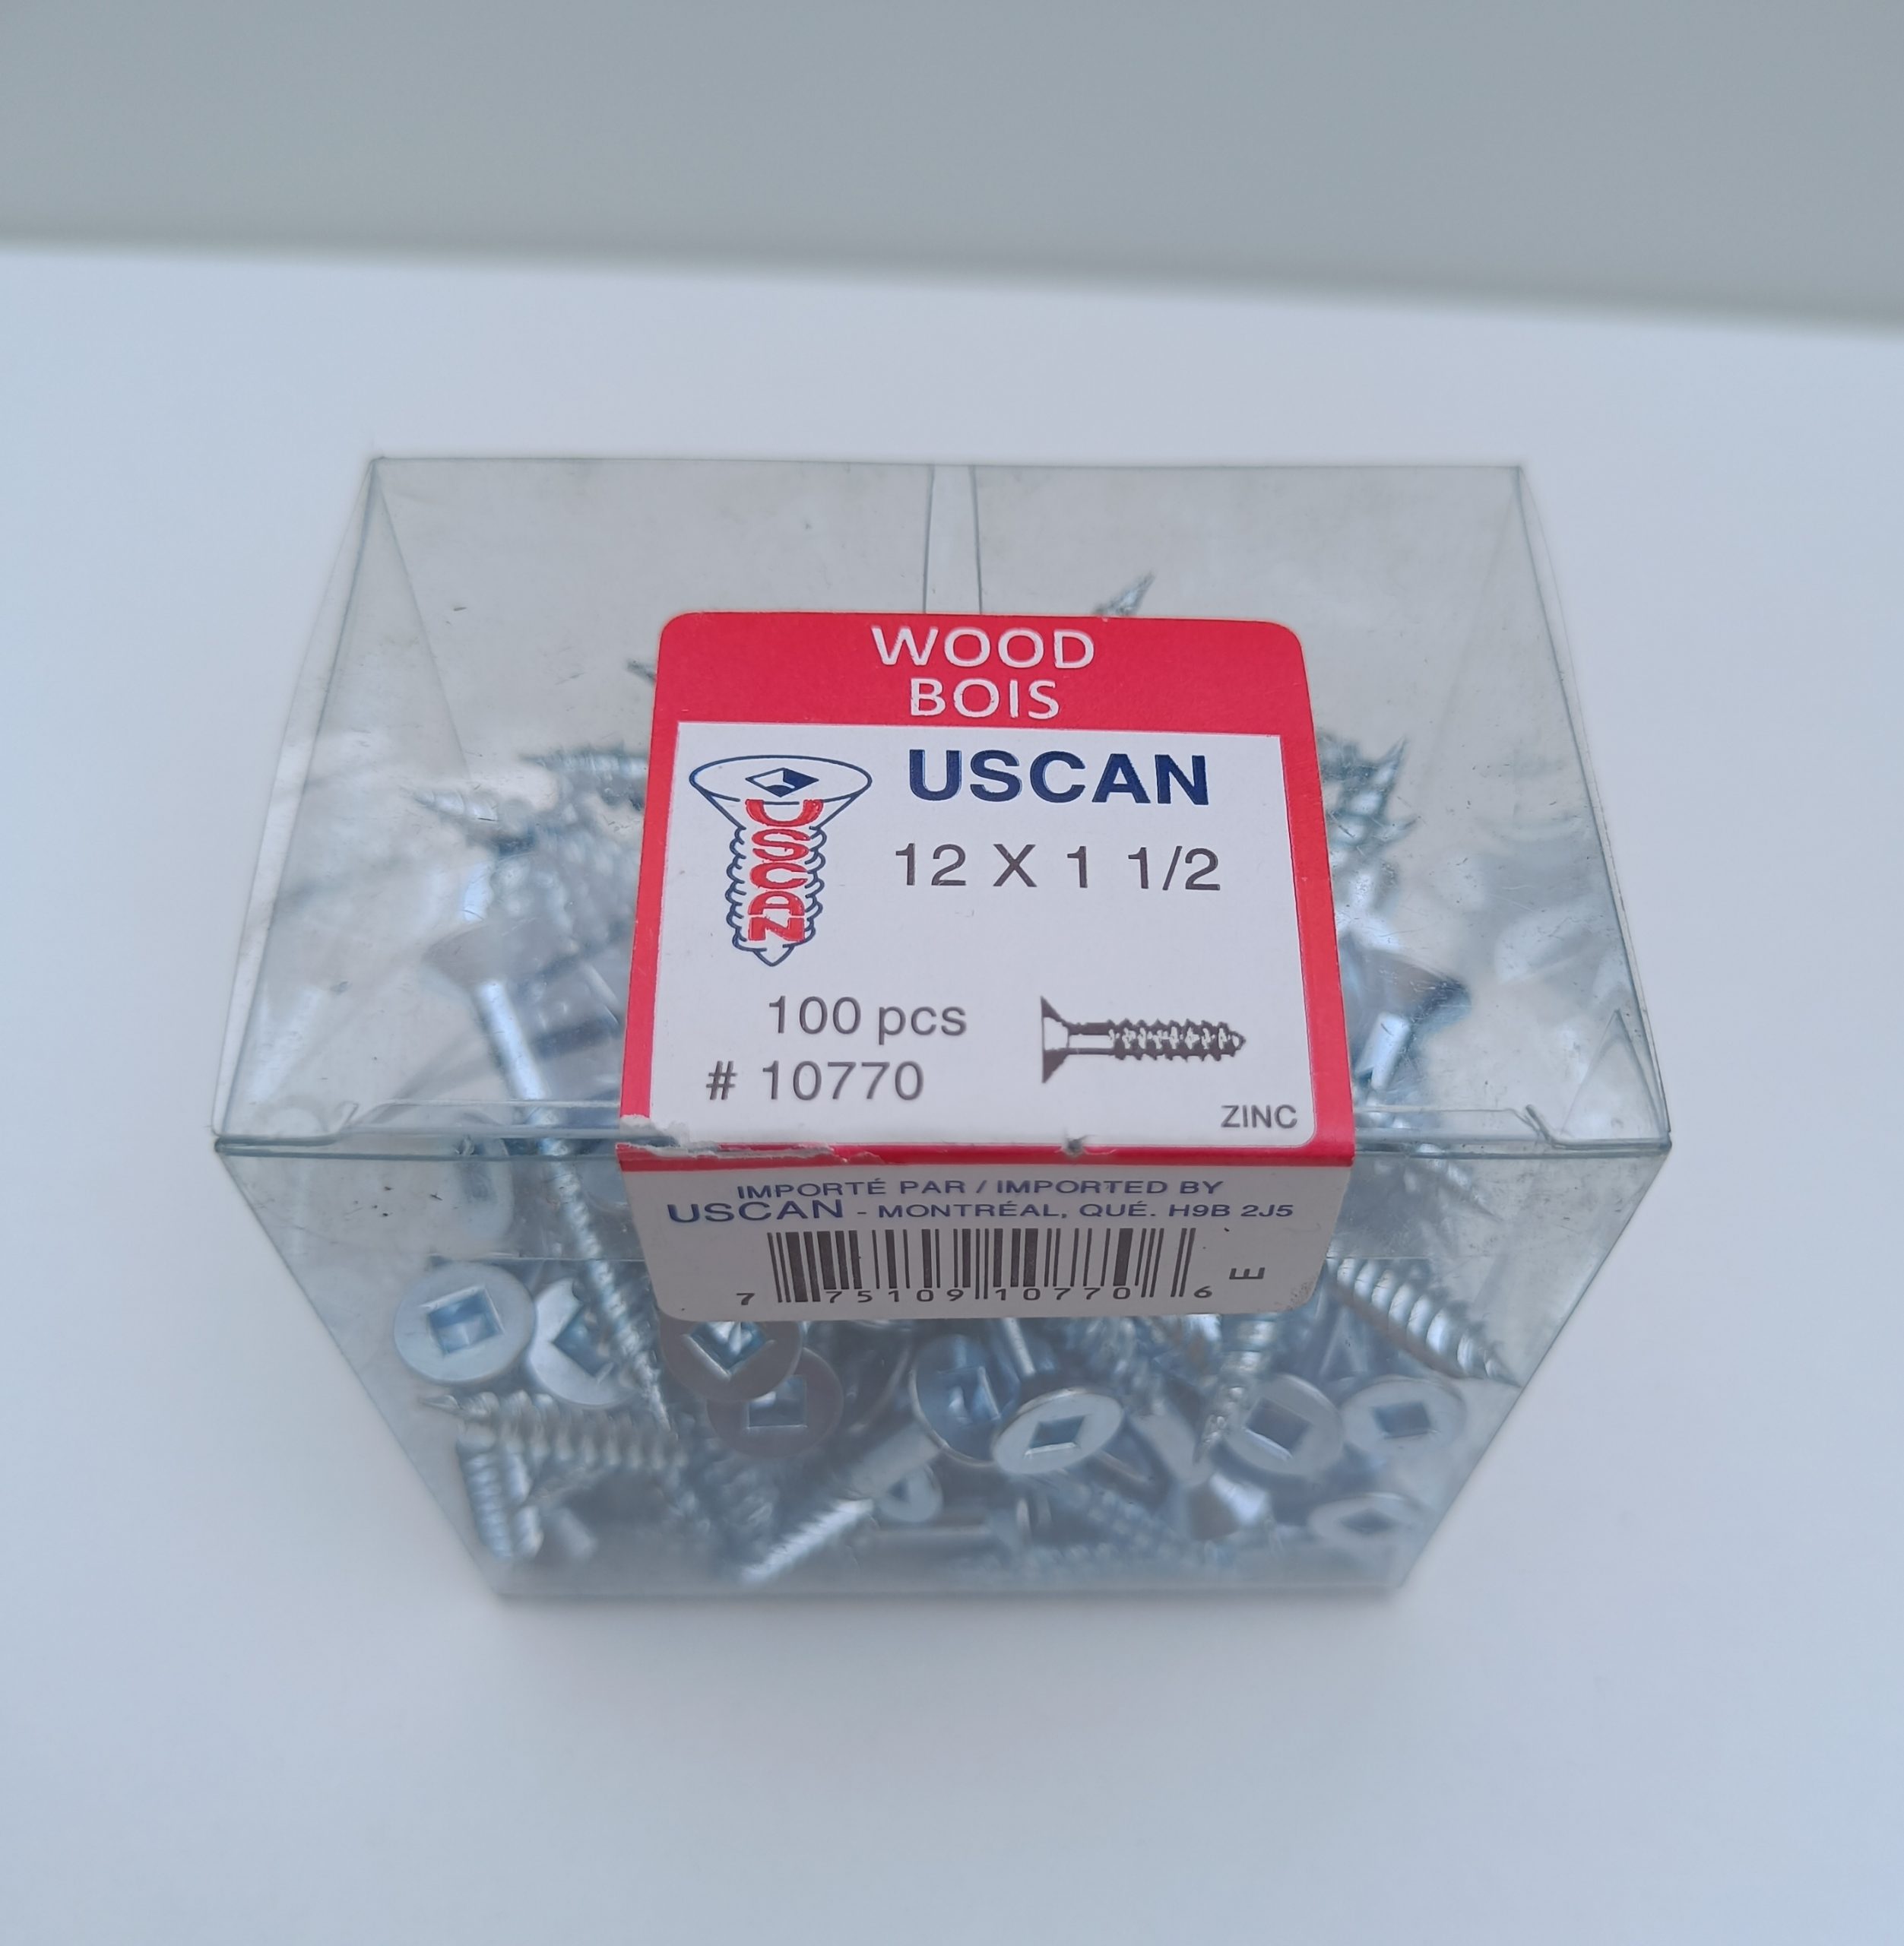 WOOD
BOIS
USCAN
USCAN
12 X 1 1/2
100 pcs
# 10770
ZINC
IMPORTÉ PAR / IMPORTED BY
USCAN - MONTRÉAL, QUÉ. H9B 2J5
7 75109 10770 6
E